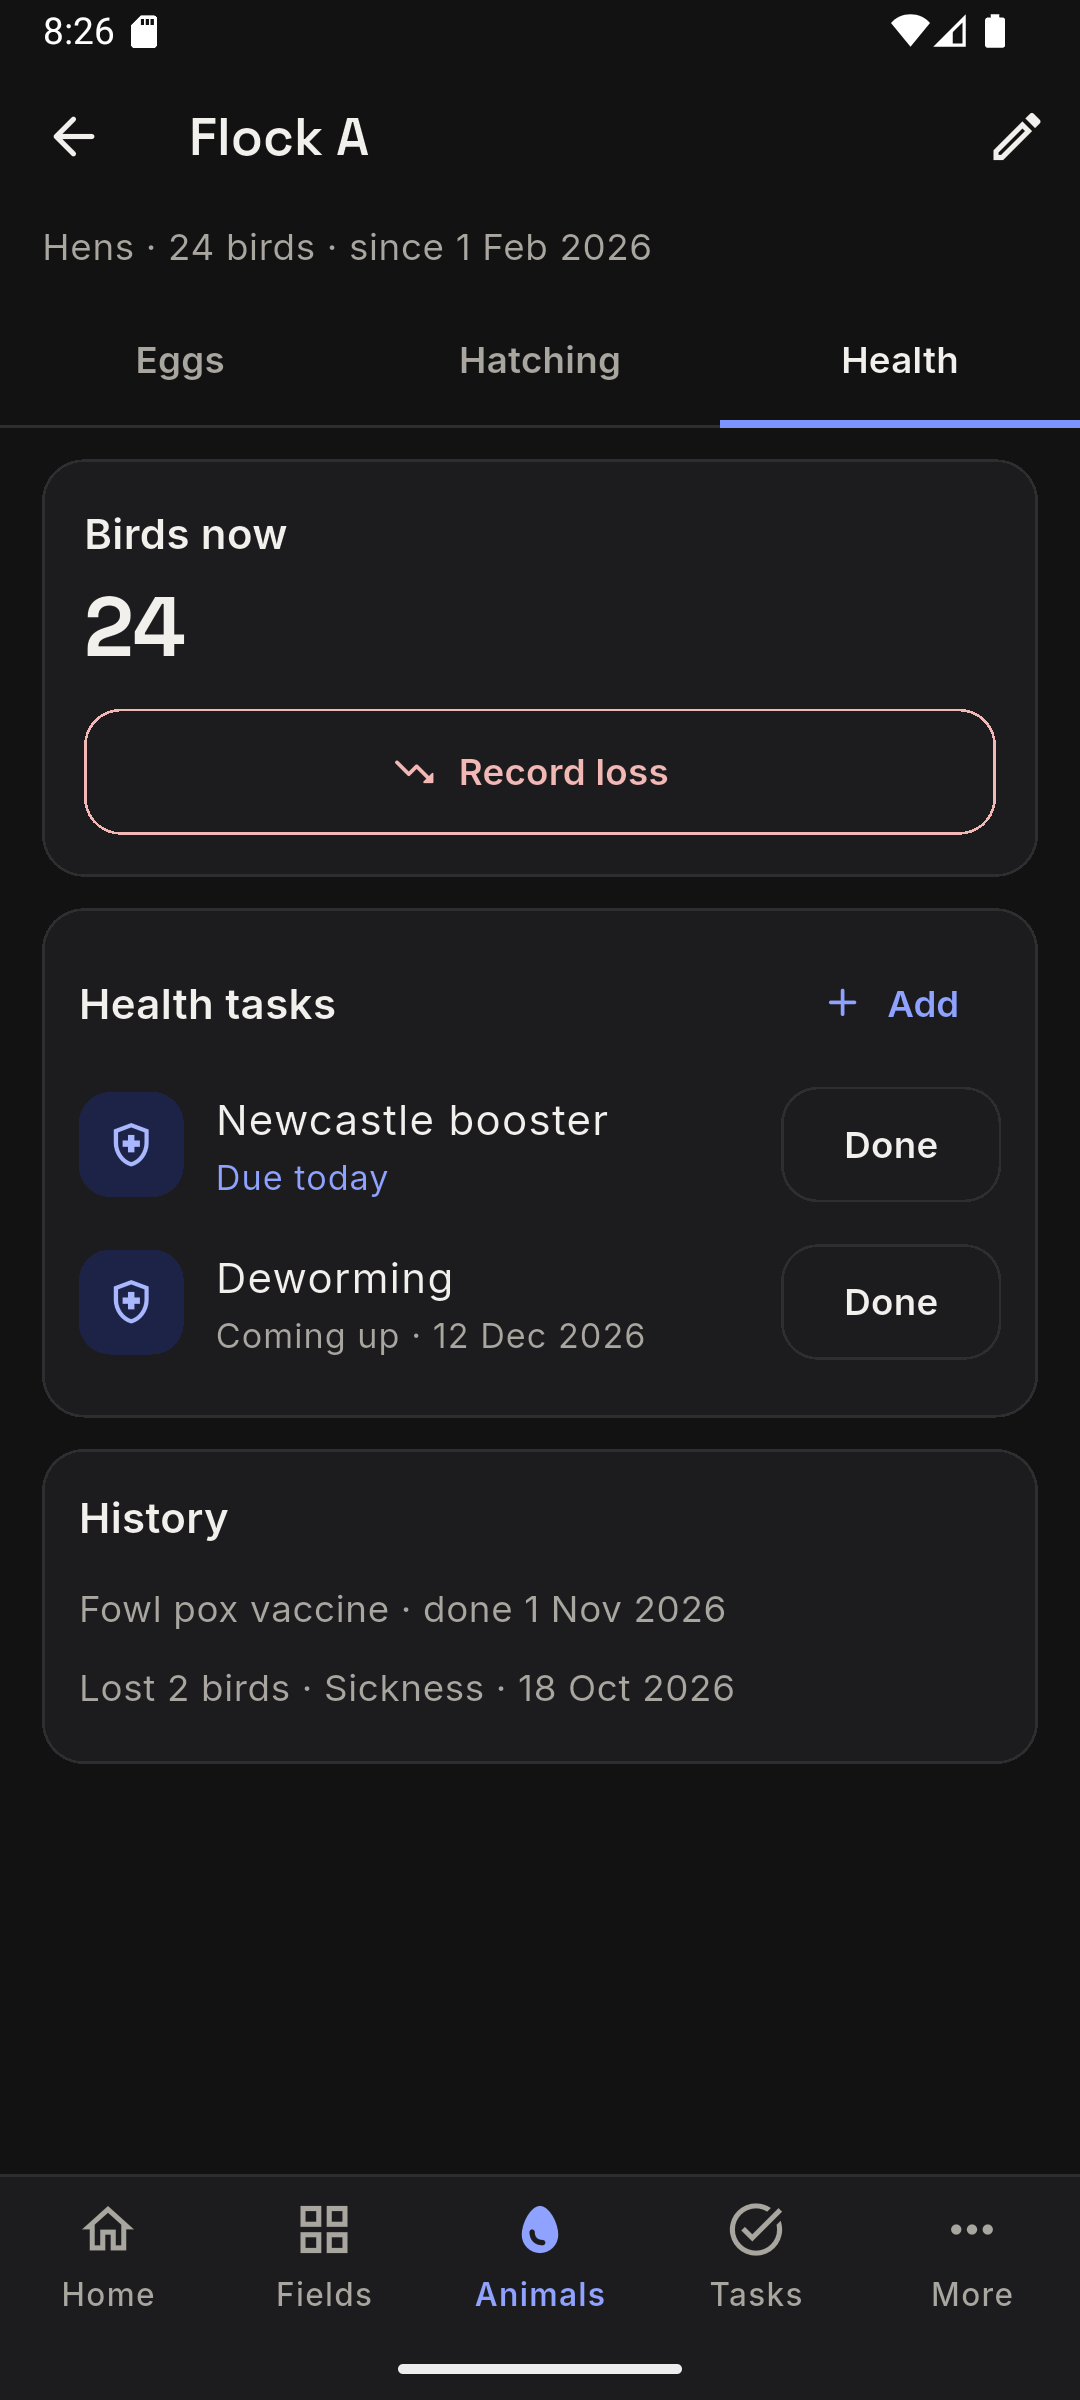 8:26
Flock A
Hens · 24 birds · since 1 Feb 2026
Eggs
Hatching
Health
Birds now
24
Record loss
Health tasks
Add
Newcastle booster
Due today
Done
Deworming
Coming up · 12 Dec 2026
Done
History
Fowl pox vaccine · done 1 Nov 2026
Lost 2 birds · Sickness · 18 Oct 2026
Home
Fields
Animals
Tasks
More